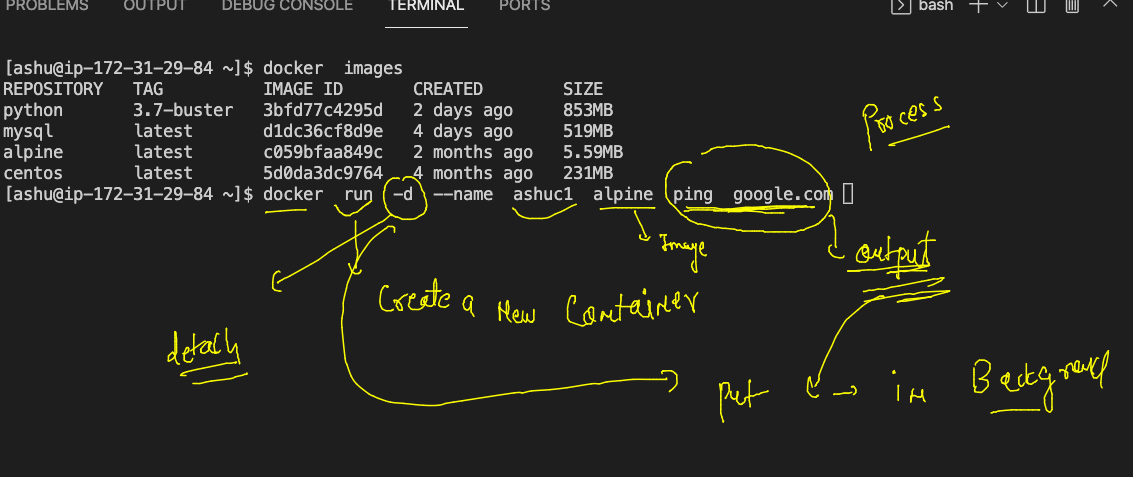 PROBLEMS OUTPUT DEBUG CONSOLE TERMINAL PORTS bash
[ashu@ip-172-31-29-84 ~]$ docker  images
REPOSITORY   TAG          IMAGE ID       CREATED        SIZE
python       3.7-buster   3bfd77c4295d   2 days ago     853MB
mysql        latest       d1dc36cf8d9e   4 days ago     519MB
alpine       latest       c059bfaa849c   2 months ago   5.59MB
centos       latest       5d0da3dc9764   4 months ago   231MB
[ashu@ip-172-31-29-84 ~]$ docker  run  -d  --name  ashuc1  alpine  ping  google.com
Process
Image
output
Create a New Container
detach
put in Background